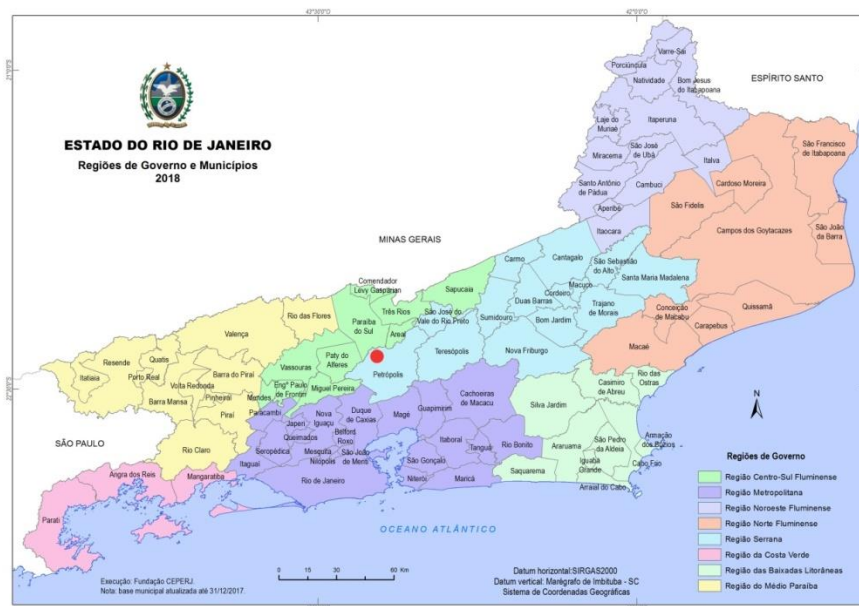 42°0'0"O
ESTADO DO RIO DE JANEIRO
Regiões de Governo e Municípios
2018
ESPÍRITO SANTO
MINAS GERAIS
SÃO PAULO
OCEANO ATLÂNTICO
Varre-Sai
Porciúncula
Natividade
Bom Jesus
do Itabapoana
Laje do
Muriaé
Itaperuna
São José
de Ubá
Miracema
Italva
Santo Antônio
de Pádua
Cambuci
Aperibé
Itaocara
São Francisco
de Itabapoana
Cardoso Moreira
São Fidelis
Campos dos Goytacazes
São João
da Barra
Quissamã
Conceição
de Macabu
Carapebus
Macaé
Carmo
Cantagalo
São Sebastião
do Alto
Santa Maria Madalena
Macuco
Cordeiro
Duas Barras
Trajano
de Morais
Sumidouro
Bom Jardim
Nova Friburgo
Teresópolis
São José do
Vale do Rio Preto
Petrópolis
Comendador
Levy Gasparian
Sapucaia
Três Rios
Areal
Paraíba
do Sul
Paty do
Alferes
Vassouras
Miguel Pereira
Engº Paulo
de Frontin
Mendes
Rio das Flores
Valença
Resende
Quatis
Itatiaia
Porto Real
Barra do Piraí
Volta Redonda
Barra Mansa
Pinheiral
Piraí
Rio Claro
Angra dos Reis
Mangaratiba
Parati
Paracambi
Japeri
Nova
Iguaçu
Duque
de Caxias
Queimados
Belford
Roxo
Seropédica
Mesquita
Nilópolis
São João
de Meriti
Itaguaí
Rio de Janeiro
Magé
Guapimirim
Cachoeiras
de Macacu
Itaboraí
Tanguá
Rio Bonito
São Gonçalo
Niterói
Maricá
Silva Jardim
Casimiro
de Abreu
Rio das
Ostras
Araruama
São Pedro
da Aldeia
Armação
dos Búzios
Iguaba
Grande
Saquarema
Cabo Frio
Arraial do Cabo
N
Regiões de Governo
Região Centro-Sul Fluminense
Região Metropolitana
Região Noroeste Fluminense
Região Norte Fluminense
Região Serrana
Região da Costa Verde
Região das Baixadas Litorâneas
Região do Médio Paraíba
0 15 30 60 Km
Execução: Fundação CEPERJ.
Nota: base municipal atualizada até 31/12/2017.
Datum horizontal:SIRGAS2000
Datum vertical: Marégrafo de Imbituba - SC
Sistema de Coordenadas Geográficas